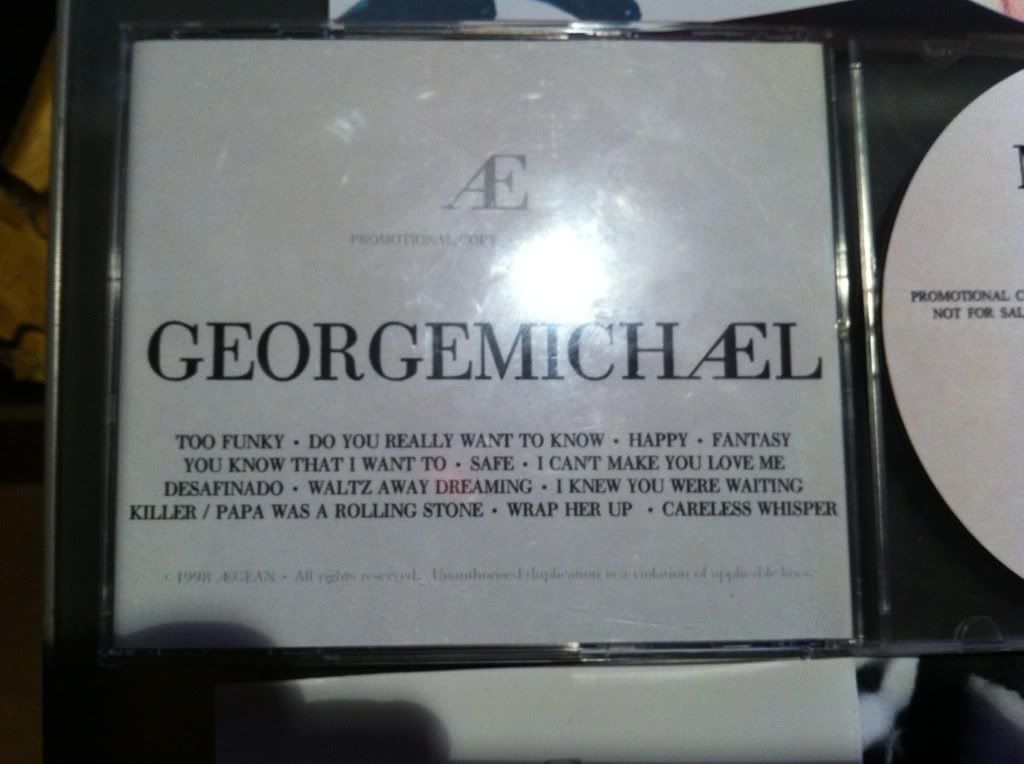 Æ
PROMOTIONAL COPY
GEORGEMICHÆL
TOO FUNKY • DO YOU REALLY WANT TO KNOW • HAPPY • FANTASY
YOU KNOW THAT I WANT TO • SAFE • I CANT MAKE YOU LOVE ME
DESAFINADO • WALTZ AWAY DREAMING • I KNEW YOU WERE WAITING
KILLER / PAPA WAS A ROLLING STONE • WRAP HER UP • CARELESS WHISPER
© 1998 ÆGEAN • All rights reserved. Unauthorised duplication is a violation of applicable laws.
PROMOTIONAL
NOT FOR